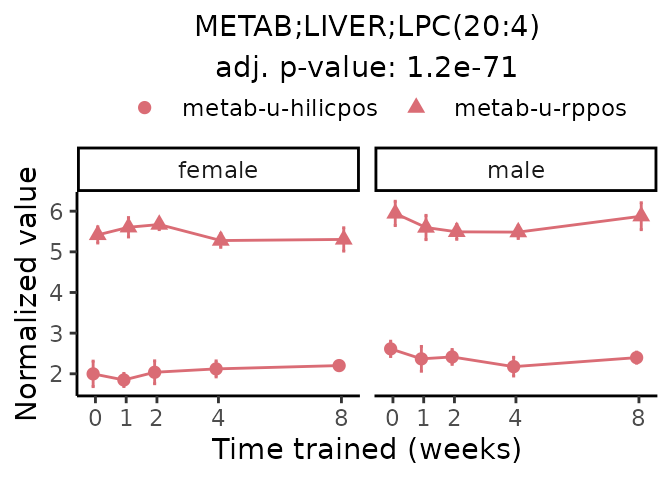 METAB;LIVER;LPC(20:4)
adj. p-value: 1.2e-71
metab-u-hilicpos metab-u-rppos
female male
Normalized value
6
5
4
3
2
0 1 2 4 8 0 1 2 4 8
Time trained (weeks)